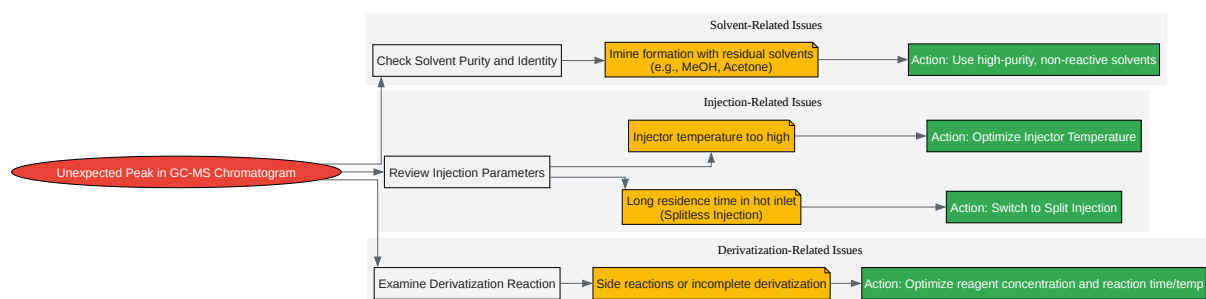 Solvent-Related Issues
Check Solvent Purity and Identity
Imine formation with residual solvents
(e.g., MeOH, Acetone)
Action: Use high-purity, non-reactive solvents
Injection-Related Issues
Injector temperature too high
Action: Optimize Injector Temperature
Unexpected Peak in GC-MS Chromatogram
Review Injection Parameters
Long residence time in hot inlet
(Splitless Injection)
Action: Switch to Split Injection
Derivatization-Related Issues
Examine Derivatization Reaction
Side reactions or incomplete derivatization
Action: Optimize reagent concentration and reaction time/temp